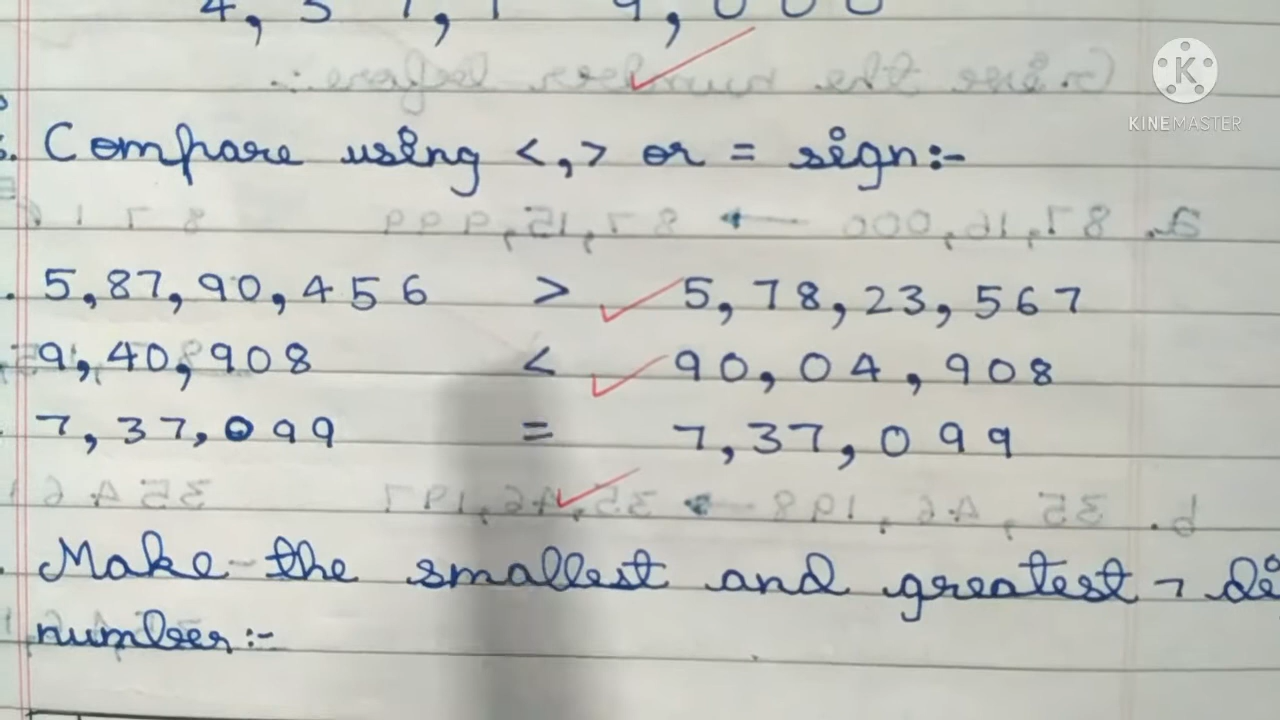 KINEMASTER
Compare using <,> or = sign:-
5,87,90,456 > 5,78,23,567
9,40,908 < 90,04,908
7,37,099 = 7,37,099
Make the smallest and greatest 7
number:-